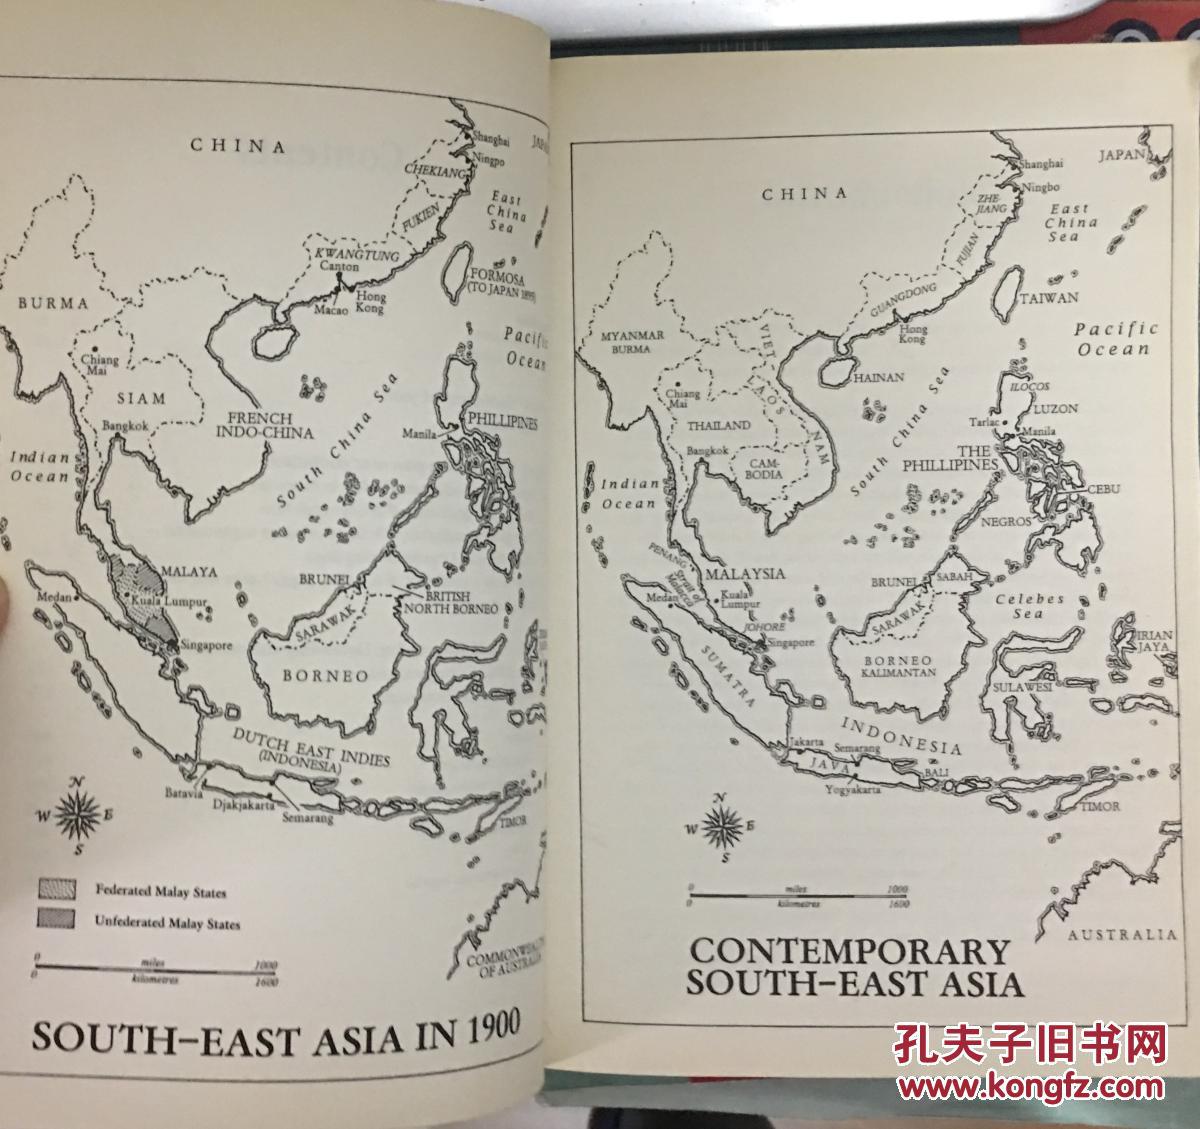 CHINA
Shanghai
Ningpo
CHEKIANG
East
China
Sea
FUKIEN
KWANGTUNG
Canton
FORMOSA
(TO JAPAN 1895)
Hong
Kong
Macao
BURMA
Pacific
Ocean
Chiang
Mai
SIAM
Bangkok
FRENCH
INDO-CHINA
South China Sea
PHILLIPINES
Manila
Indian
Ocean
MALAYA
Kuala Lumpur
Medan
Singapore
BRUNEI
BRITISH
NORTH BORNEO
SARAWAK
BORNEO
DUTCH EAST INDIES
(INDONESIA)
Batavia
Djakjakarta
Semarang
TIMOR
N
W E
S
Federated Malay States
Unfederated Malay States
0 miles 1000
0 kilometres 1600
COMMONWEALTH
OF AUSTRALIA
SOUTH-EAST ASIA IN 1900
CHINA
Shanghai
JAPAN
Ningbo
ZHE-
JIANG
East
China
Sea
FUJIAN
GUANGDONG
TAIWAN
Hong
Kong
Pacific
Ocean
MYANMAR
BURMA
VIET
NAM
LAOS
HAINAN
Chiang
Mai
THAILAND
Bangkok
CAM-
BODIA
South China Sea
ILOCOS
LUZON
Tarlac
Manila
THE
PHILLIPINES
CEBU
NEGROS
Indian
Ocean
PENANG
Strait of
Malacca
MALAYSIA
Medan
Kuala
Lumpur
JOHORE
Singapore
BRUNEI
SABAH
SARAWAK
Celebes
Sea
IRIAN
JAYA
BORNEO
KALIMANTAN
SULAWESI
SUMATRA
INDONESIA
Jakarta
Semarang
JAVA
BALI
Yogyakarta
TIMOR
N
W E
S
0 miles 1000
0 kilometres 1600
AUSTRALIA
CONTEMPORARY
SOUTH-EAST ASIA
孔夫子旧书网
www.kongfz.com